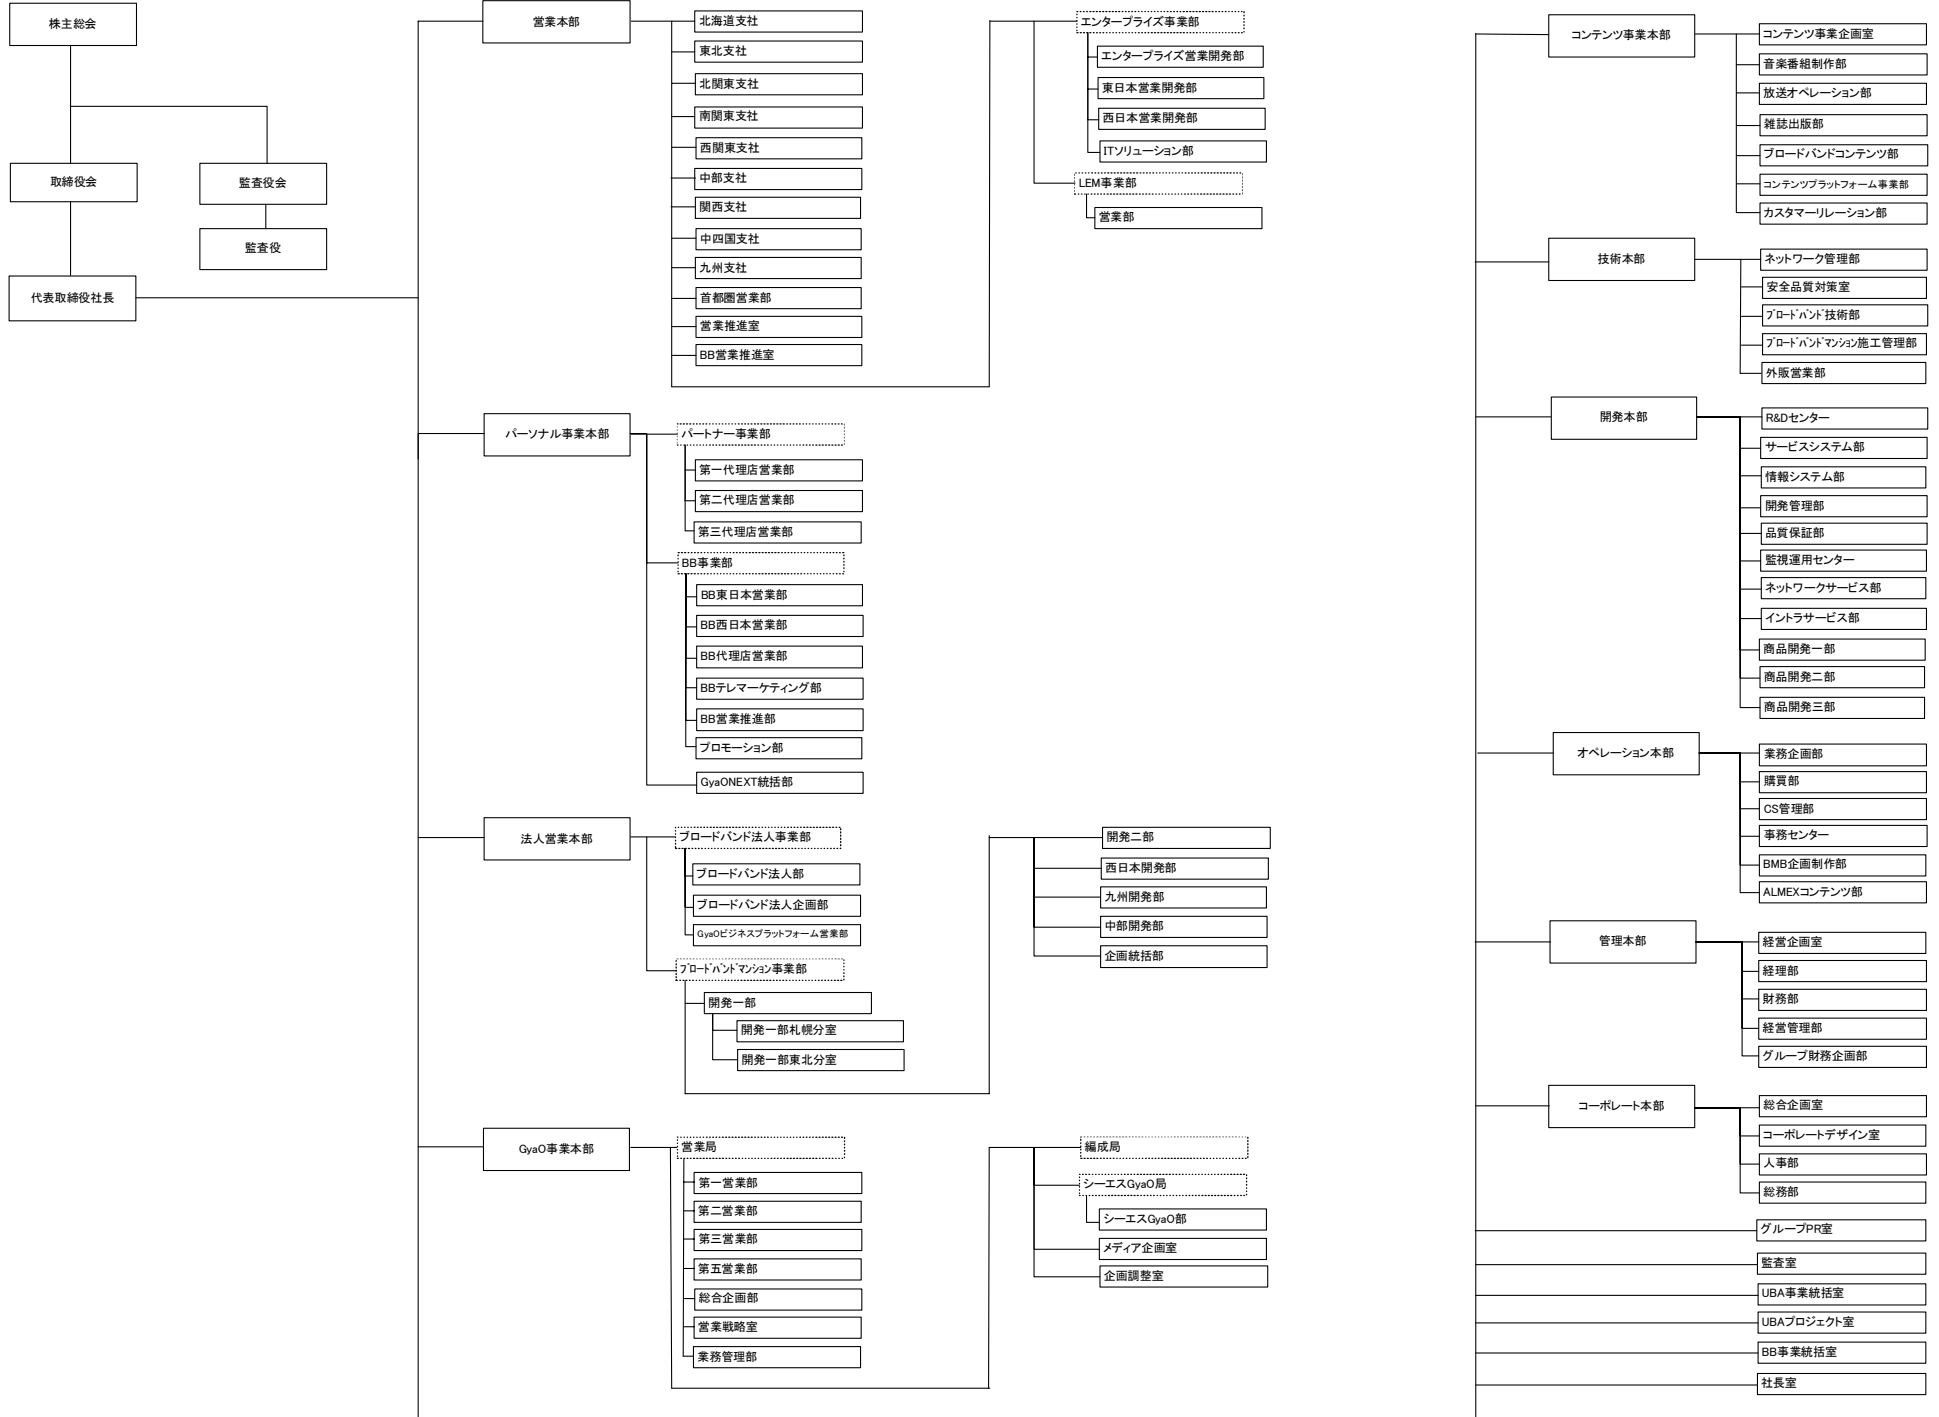 株主総会
取締役会
監査役会
監査役
代表取締役社長
営業本部
北海道支社
東北支社
北関東支社
南関東支社
西関東支社
中部支社
関西支社
中四国支社
九州支社
首都圏営業部
営業推進室
BB営業推進室
エンタープライズ事業部
エンタープライズ営業開発部
東日本営業開発部
西日本営業開発部
ITソリューション部
LEM事業部
営業部
パーソナル事業本部
パートナー事業部
第一代理店営業部
第二代理店営業部
第三代理店営業部
BB事業部
BB東日本営業部
BB西日本営業部
BB代理店営業部
BBテレマーケティング部
BB営業推進部
プロモーション部
GyaONEXT統括部
法人営業本部
ブロードバンド法人事業部
ブロードバンド法人部
ブロードバンド法人企画部
GyaOビジネスプラットフォーム営業部
ブロードバンドマンション事業部
開発一部
開発一部札幌分室
開発一部東北分室
開発二部
西日本開発部
九州開発部
中部開発部
企画統括部
GyaO事業本部
営業局
第一営業部
第二営業部
第三営業部
第五営業部
総合企画部
営業戦略室
業務管理部
編成局
シーエスGyaO局
シーエスGyaO部
メディア企画室
企画調整室
コンテンツ事業本部
コンテンツ事業企画室
音楽番組制作部
放送オペレーション部
雑誌出版部
ブロードバンドコンテンツ部
コンテンツプラットフォーム事業部
カスタマーリレーション部
技術本部
ネットワーク管理部
安全品質対策室
ブロードバンド技術部
ブロードバンドマンション施工管理部
外販営業部
開発本部
R&Dセンター
サービスシステム部
情報システム部
開発管理部
品質保証部
監視運用センター
ネットワークサービス部
イントラサービス部
商品開発一部
商品開発二部
商品開発三部
オペレーション本部
業務企画部
購買部
CS管理部
事務センター
BMB企画制作部
ALMEXコンテンツ部
管理本部
経営企画室
経理部
財務部
経営管理部
グループ財務企画部
コーポレート本部
総合企画室
コーポレートデザイン室
人事部
総務部
グループPR室
監査室
UBA事業統括室
UBAプロジェクト室
BB事業統括室
社長室